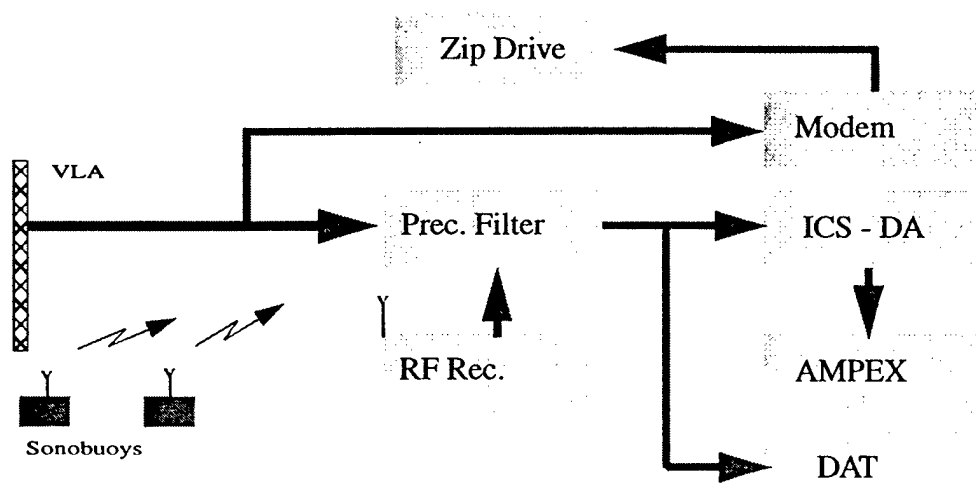 Zip Drive
Modem
VLA
Prec. Filter
ICS - DA
RF Rec.
AMPEX
Sonobuoys
DAT